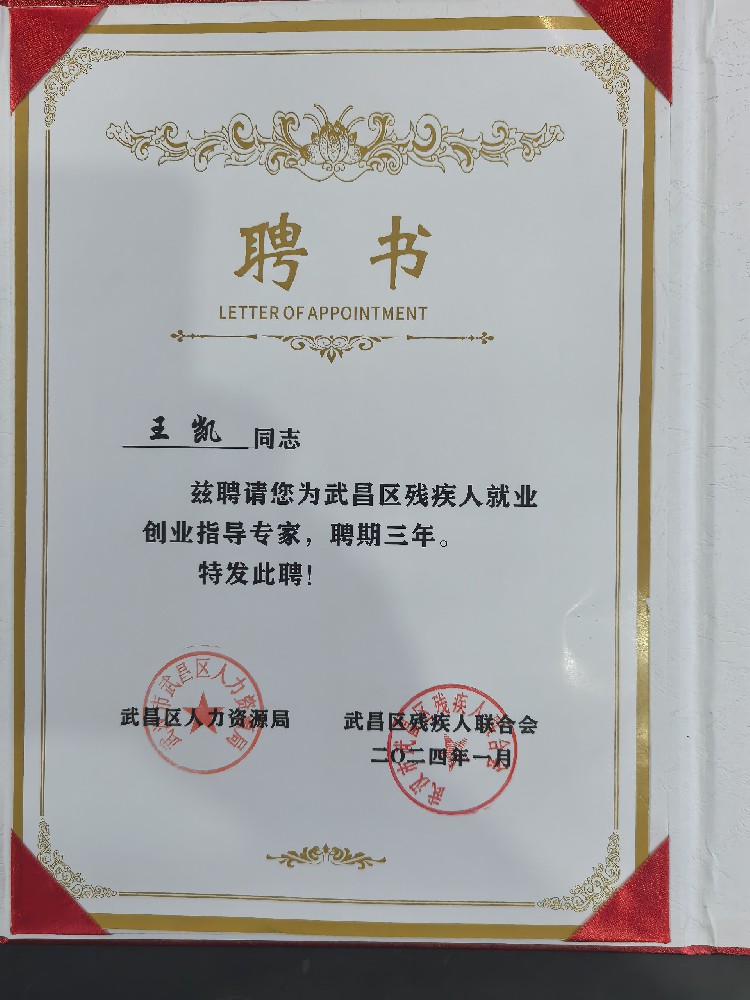 聘 书
LETTER OF APPOINTMENT
王 凯 同志
兹聘请您为武昌区残疾人就业
创业指导专家，聘期三年。
特发此聘！
武昌区人力资源局
武昌区残疾人联合会
二〇二四年一月